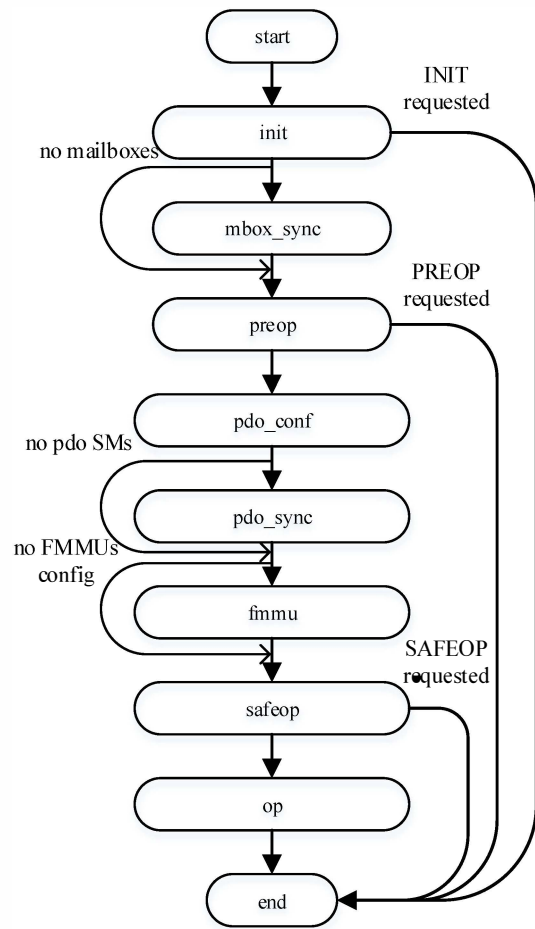 start
INIT
requested
init
no mailboxes
mbox_sync
PREOP
requested
preop
pdo_conf
no pdo SMs
pdo_sync
no FMMUs
config
fmmu
SAFEOP
requested
safeop
op
end